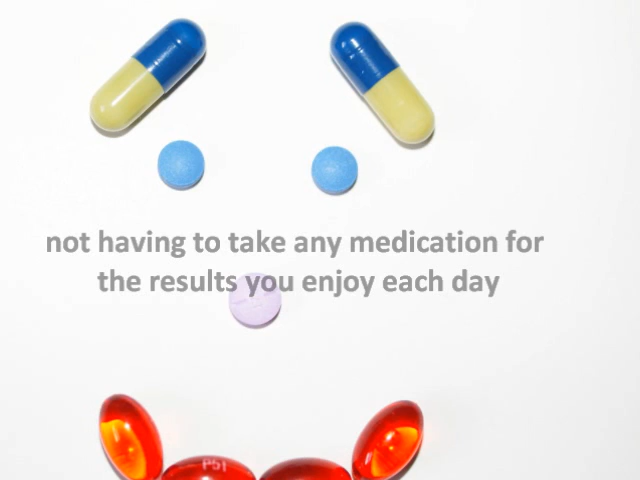 not having to take any medication for
the results you enjoy each day
P51